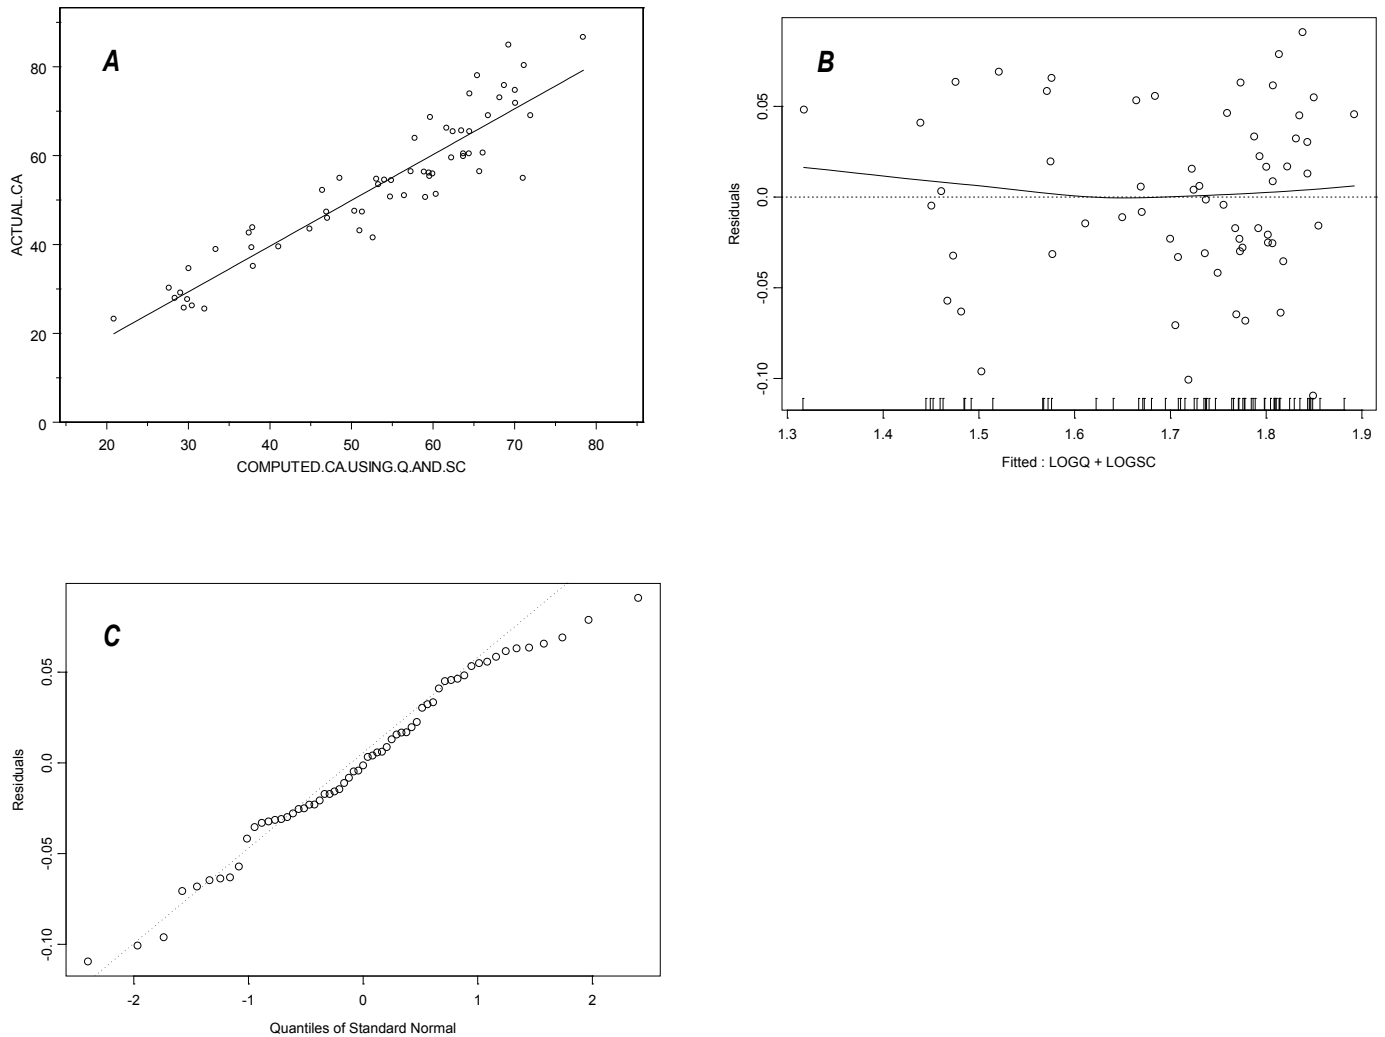 A
ACTUAL.CA
80
60
40
20
0
20 30 40 50 60 70 80
COMPUTED.CA.USING.Q.AND.SC
B
Residuals
0.05
0.0
-0.05
-0.10
1.3 1.4 1.5 1.6 1.7 1.8 1.9
Fitted : LOGQ + LOGSC
C
Residuals
0.05
0.0
-0.05
-0.10
-2 -1 0 1 2
Quantiles of Standard Normal